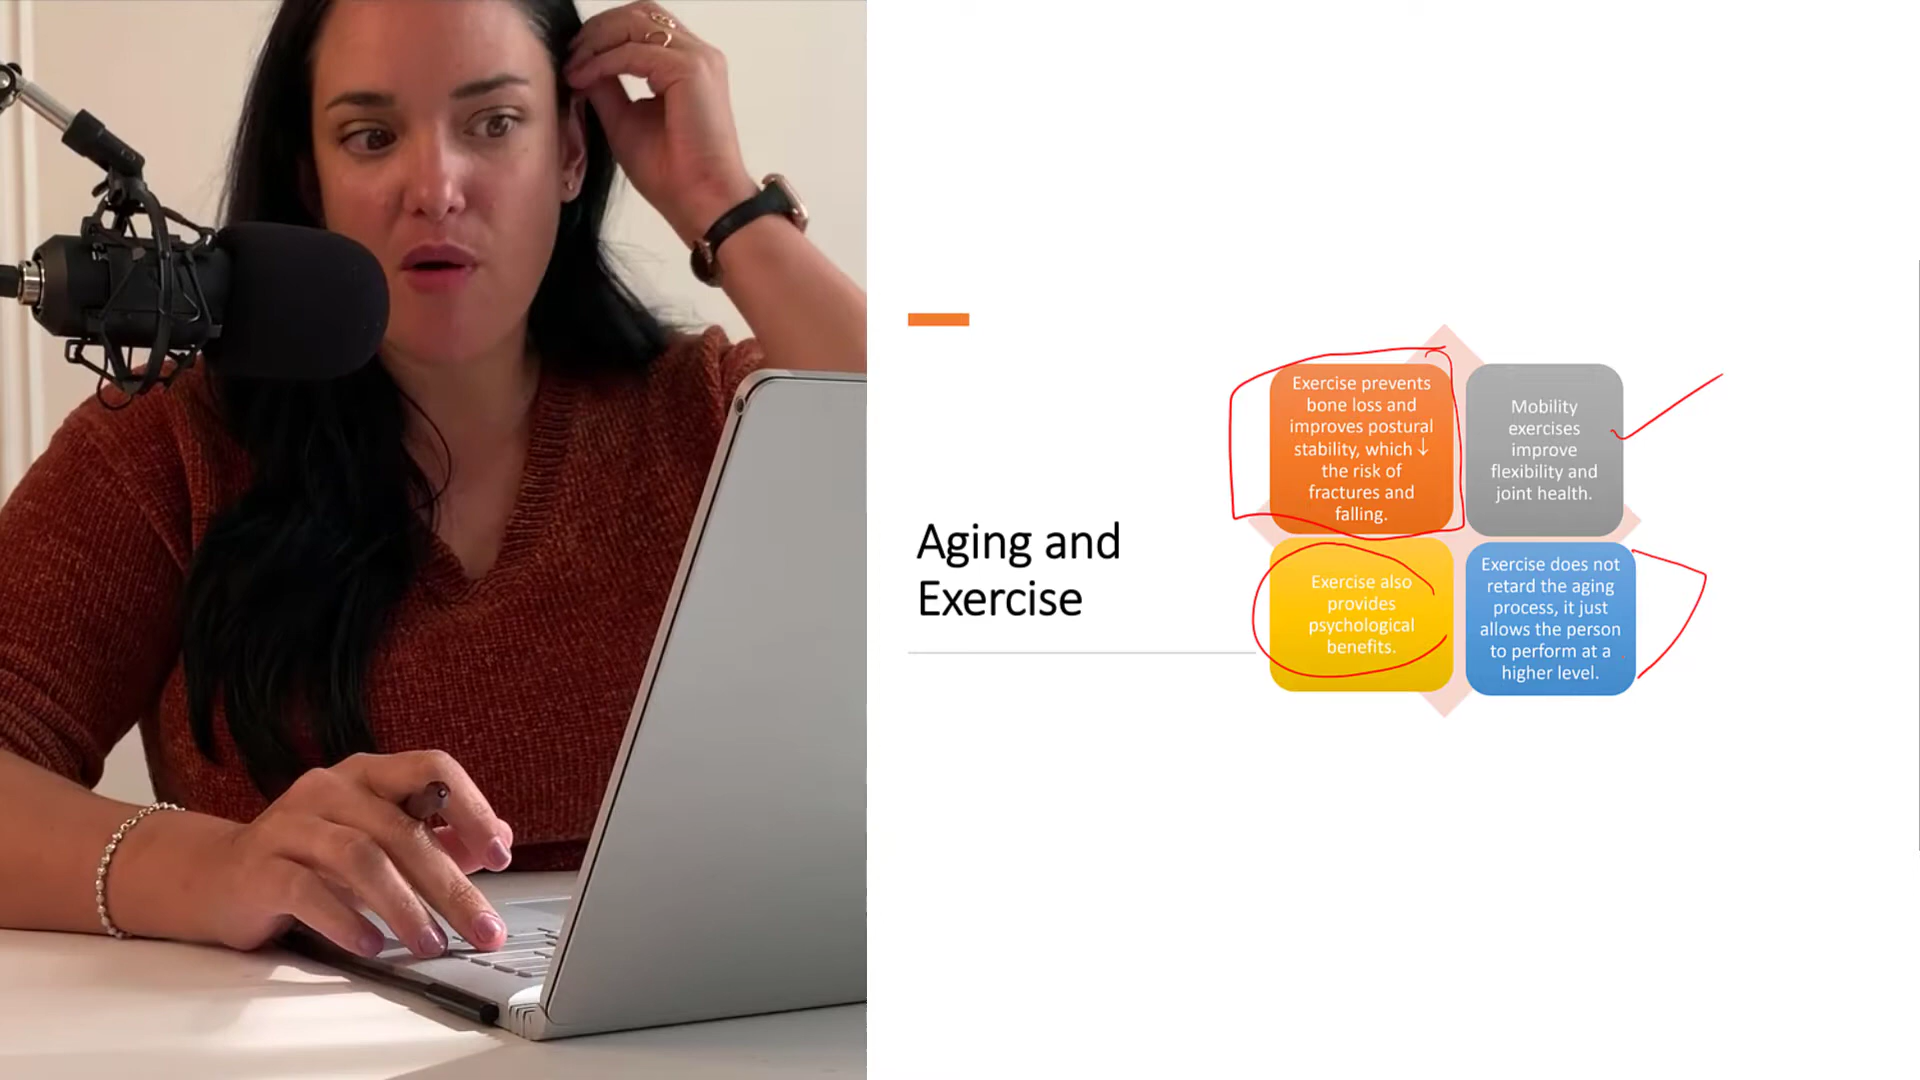 Aging and
Exercise
Exercise prevents
bone loss and
improves postural
stability, which ↓
the risk of
fractures and
falling.
Mobility
exercises
improve
flexibility and
joint health.
Exercise also
provides
psychological
benefits.
Exercise does not
retard the aging
process, it just
allows the person
to perform at a
higher level.